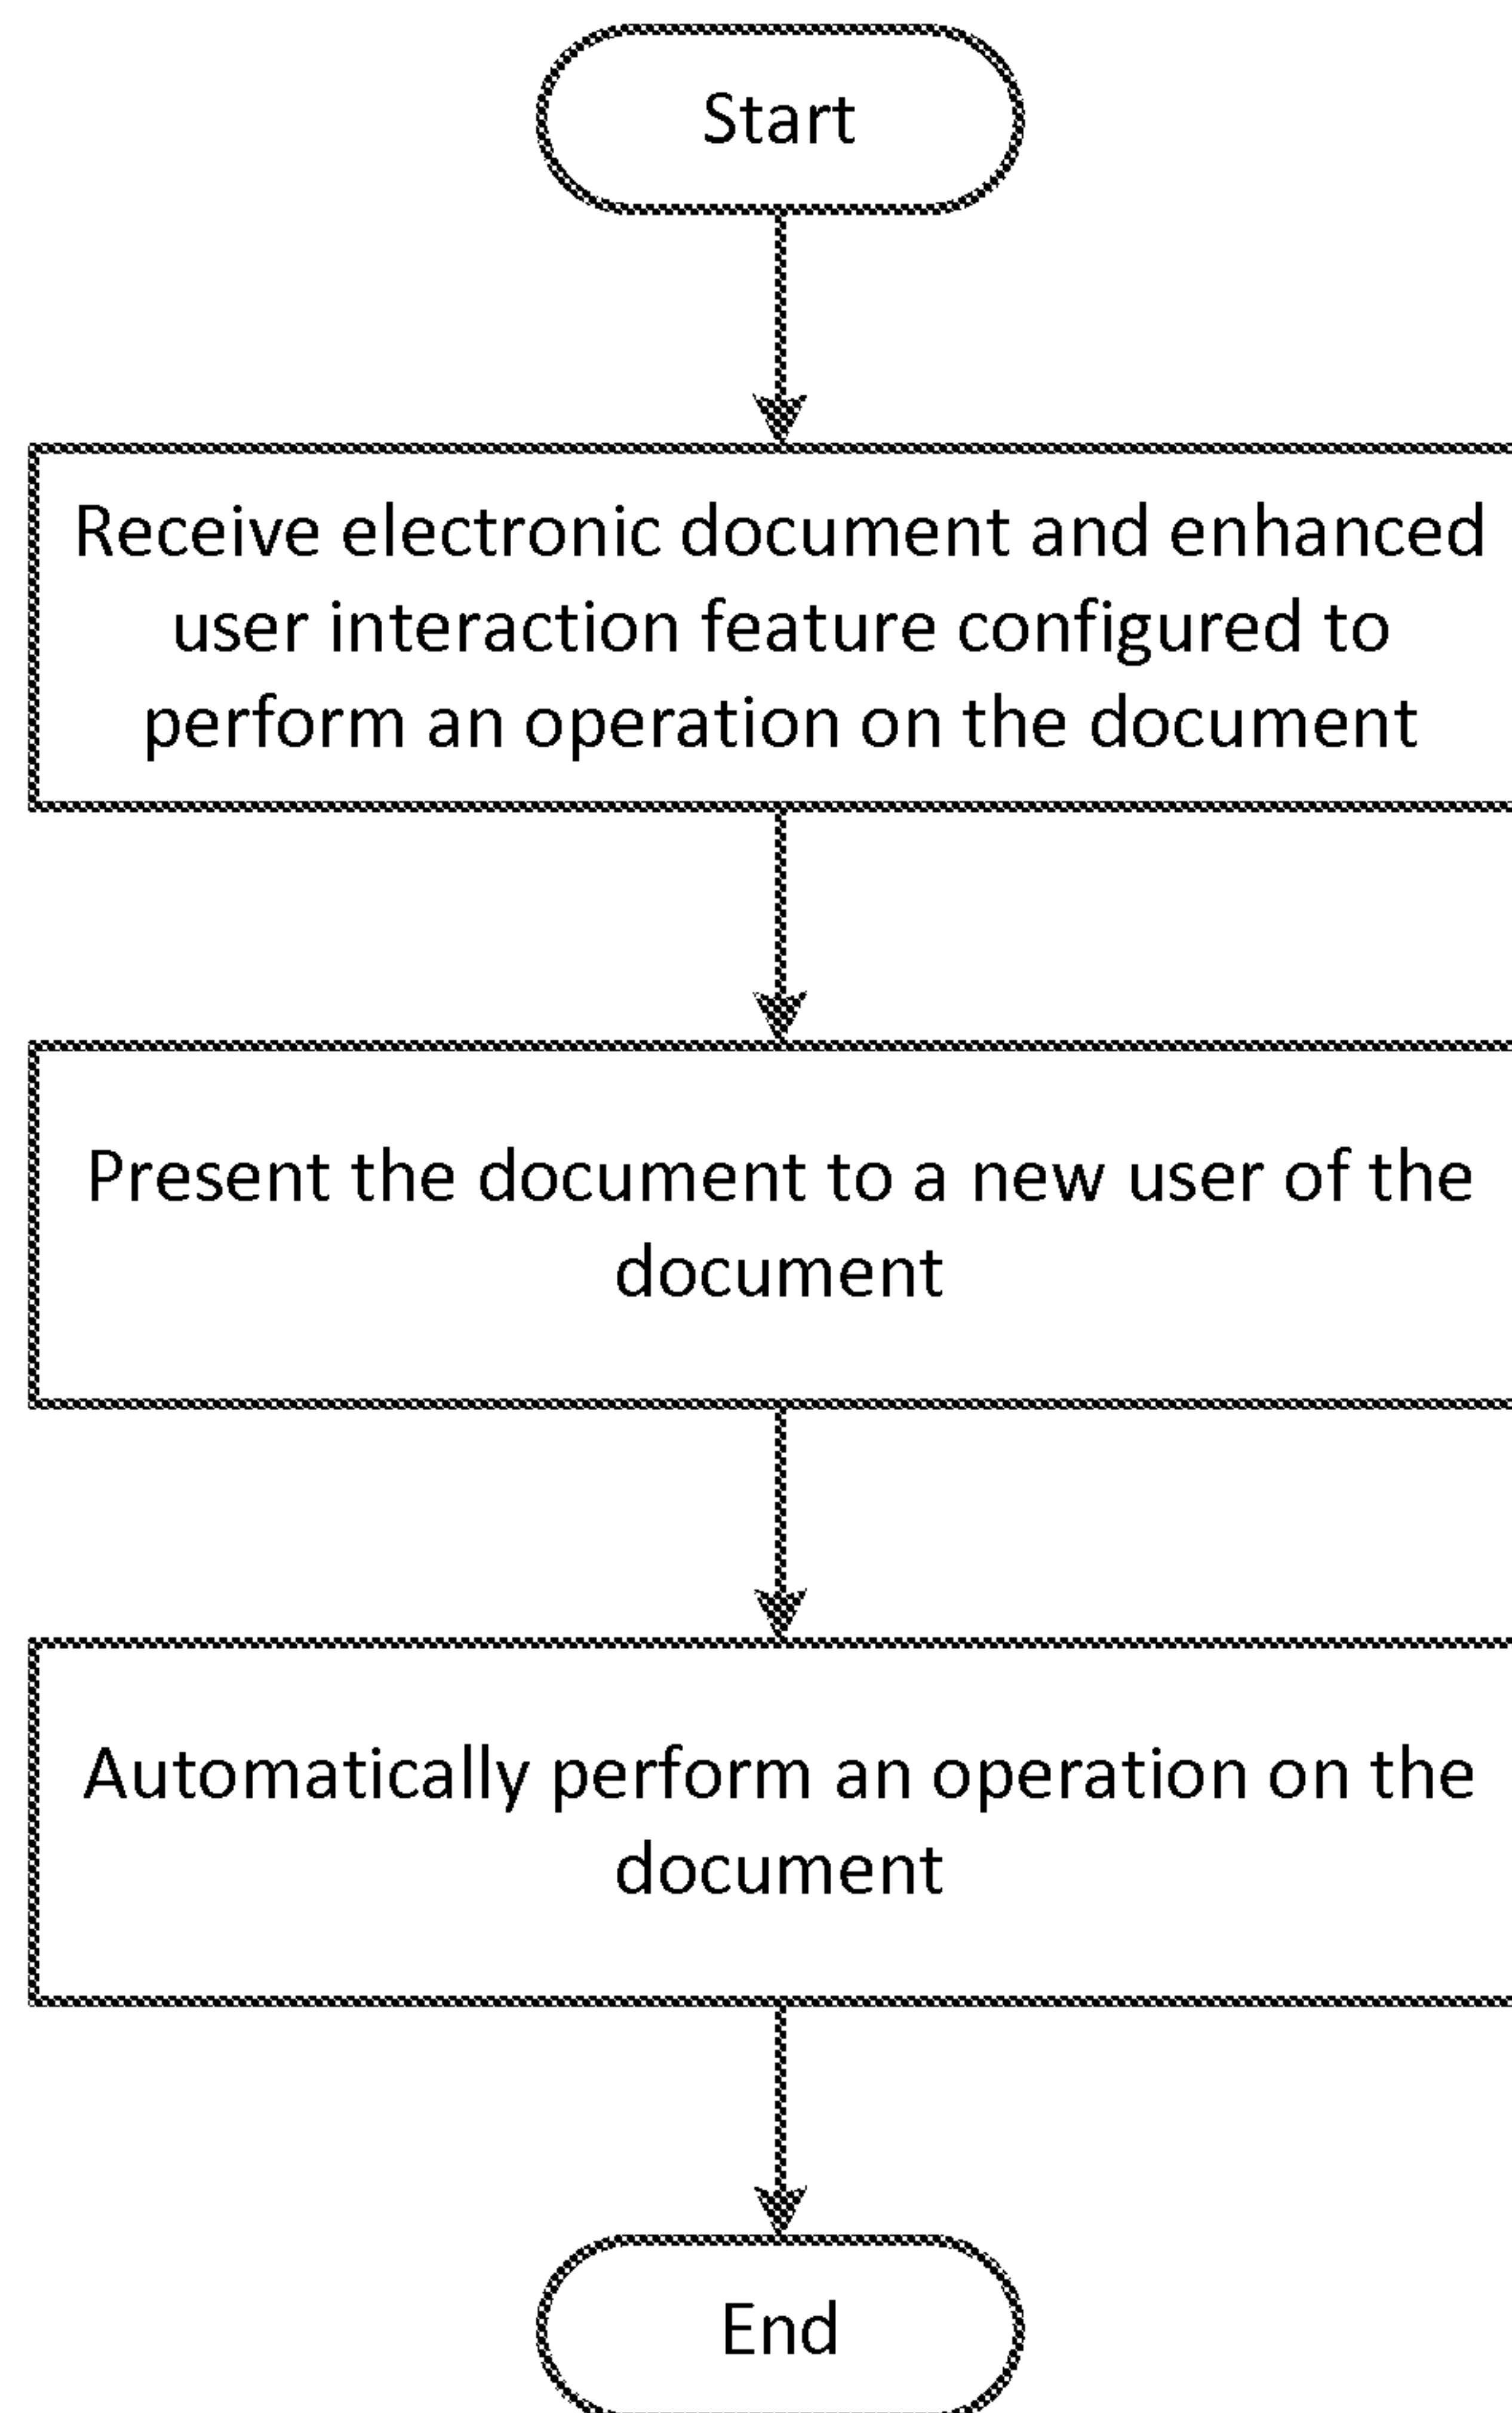 Start
Receive electronic document and enhanced
user interaction feature configured to
perform an operation on the document
Present the document to a new user of the
document
Automatically perform an operation on the
document
End